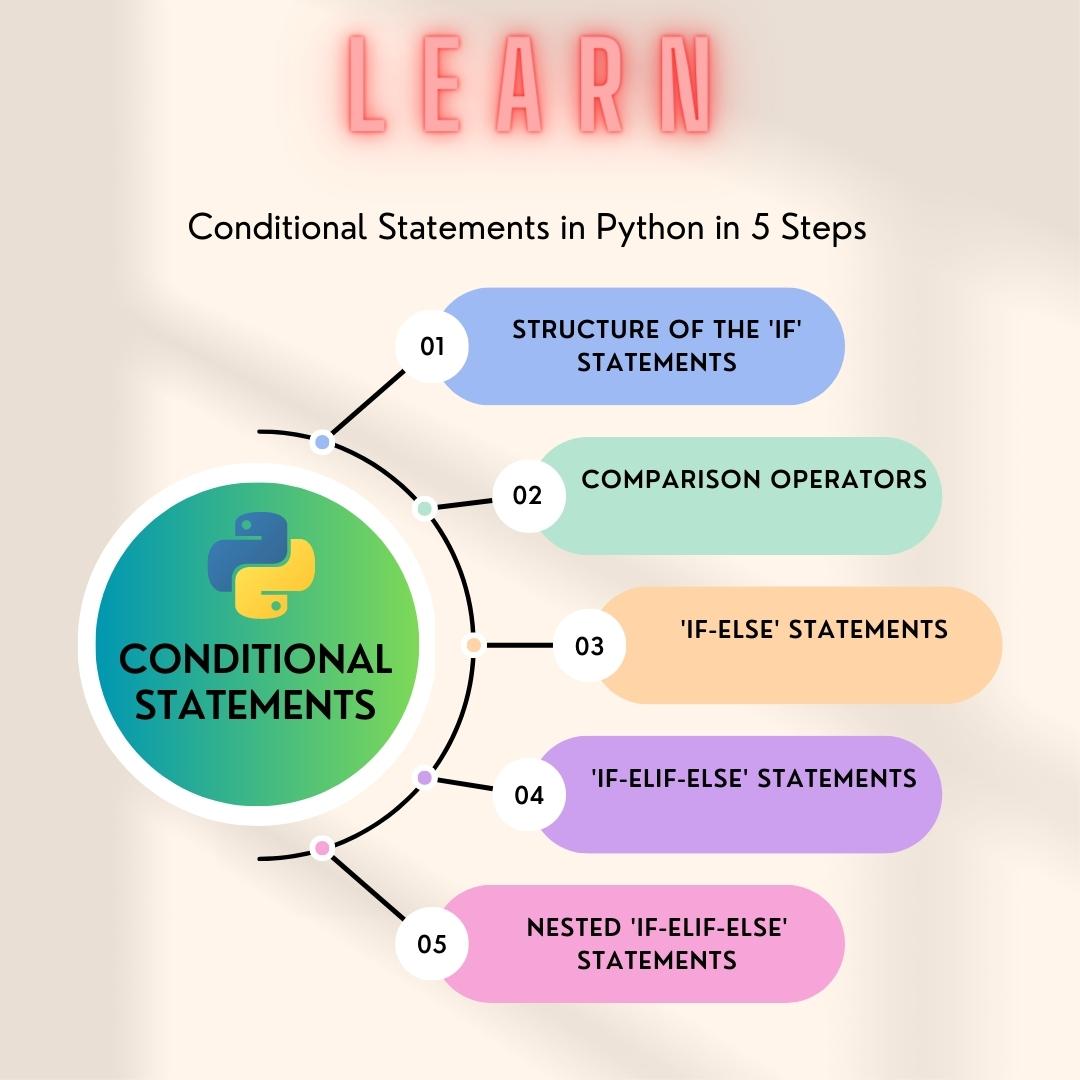 LEARN
Conditional Statements in Python in 5 Steps
01
STRUCTURE OF THE 'IF'
STATEMENTS
02
COMPARISON OPERATORS
03
'IF-ELSE' STATEMENTS
CONDITIONAL
STATEMENTS
04
'IF-ELIF-ELSE' STATEMENTS
05
NESTED 'IF-ELIF-ELSE'
STATEMENTS